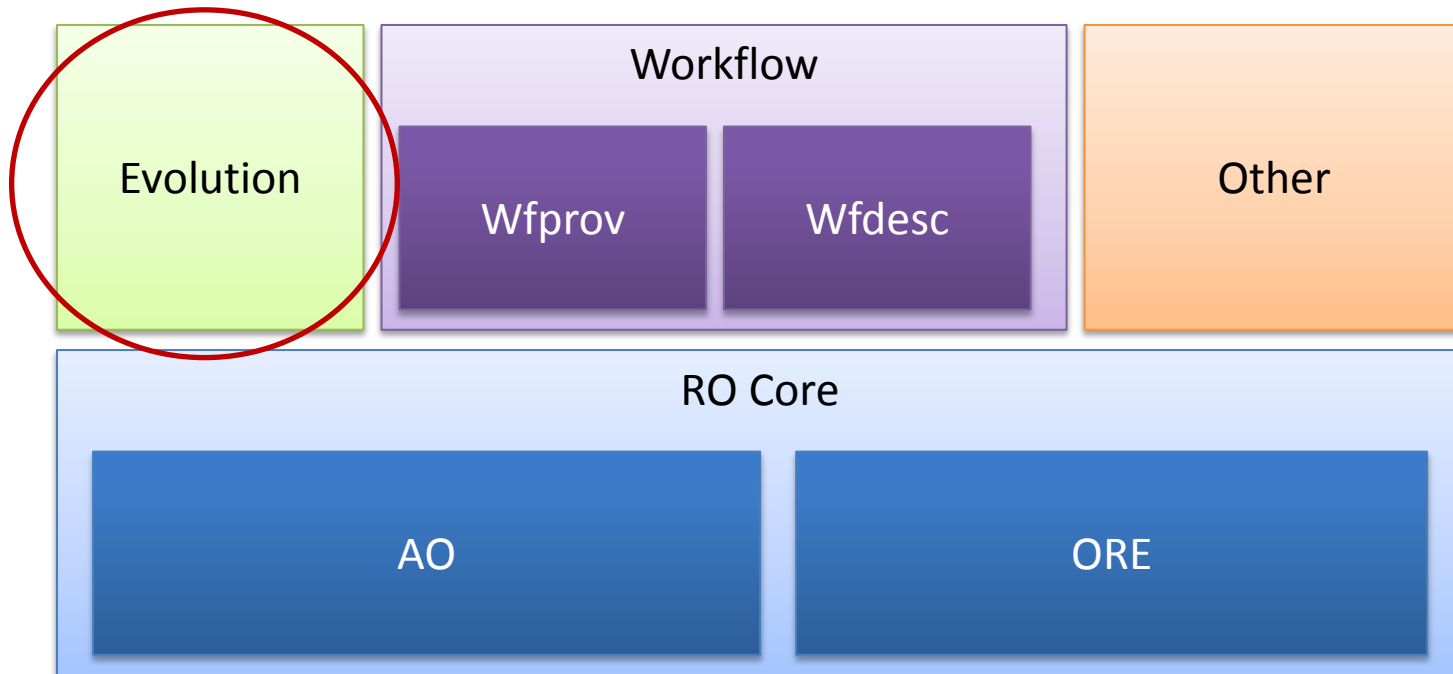 Evolution
Workflow
Wfprov
Wfdesc
Other
RO Core
AO
ORE